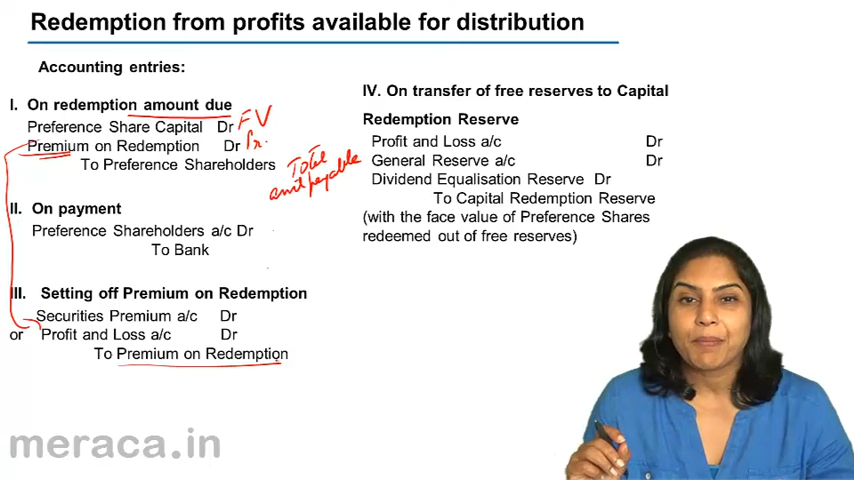 Redemption from profits available for distribution
Accounting entries:
I. On redemption amount due
Preference Share Capital Dr FV
Premium on Redemption Dr Pr.
To Preference Shareholders Total
amt payable
II. On payment
Preference Shareholders a/c Dr
To Bank
III. Setting off Premium on Redemption
Securities Premium a/c Dr
or Profit and Loss a/c Dr
To Premium on Redemption
IV. On transfer of free reserves to Capital
Redemption Reserve
Profit and Loss a/c Dr
General Reserve a/c Dr
Dividend Equalisation Reserve Dr
To Capital Redemption Reserve
(with the face value of Preference Shares
redeemed out of free reserves)
meraca.in